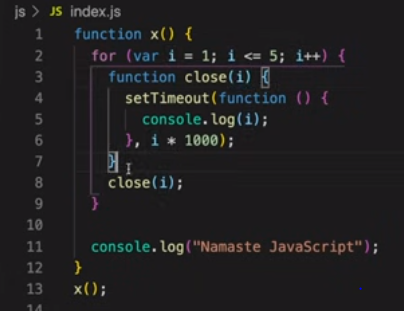 js > JS index.js
1 function x() {
2 for (var i = 1; i <= 5; i++) {
3 function close(i) {
4 setTimeout(function () {
5 console.log(i);
6 }, i * 1000);
7 }
8 close(i);
9 }
10
11 console.log("Namaste JavaScript");
12 }
13 x();
14